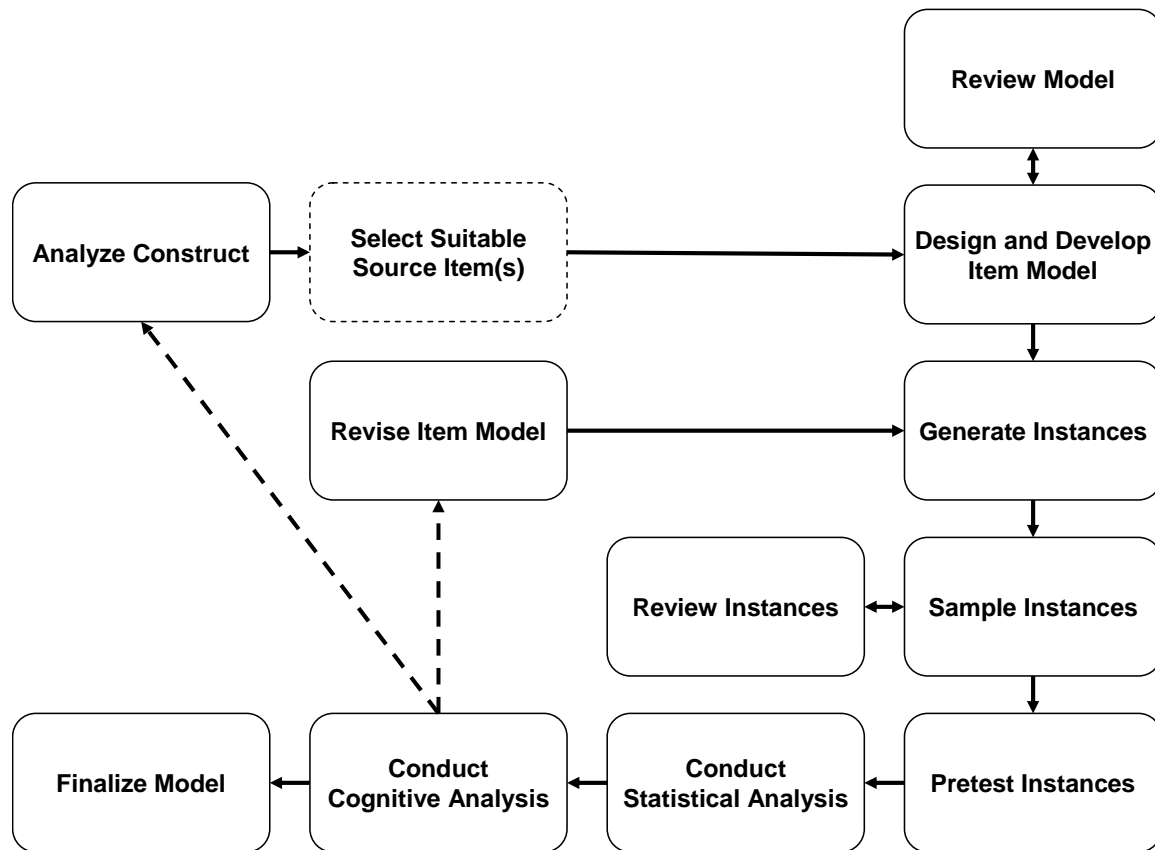 Review Model
Analyze Construct
Select Suitable
Source Item(s)
Design and Develop
Item Model
Revise Item Model
Generate Instances
Review Instances
Sample Instances
Finalize Model
Conduct
Cognitive Analysis
Conduct
Statistical Analysis
Pretest Instances